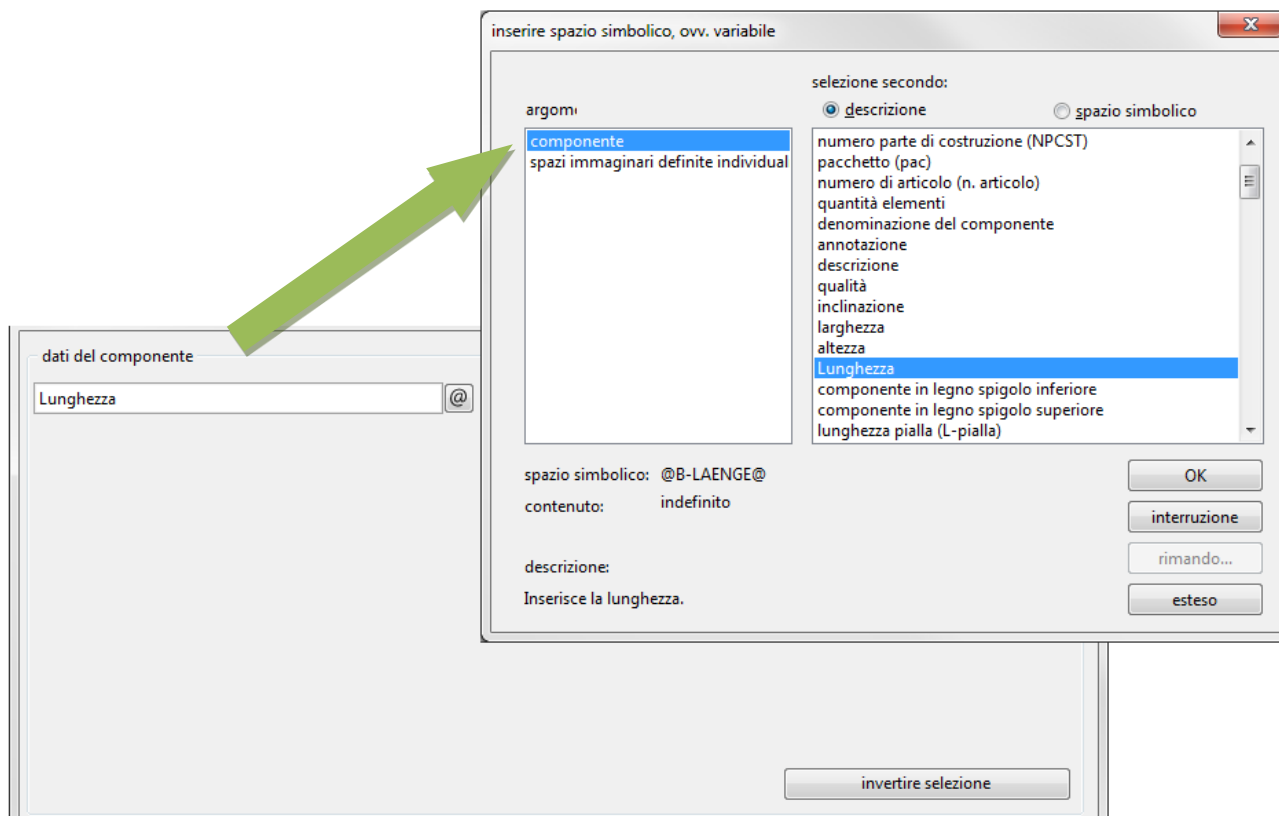 inserire spazio simbolico, ovv. variabile
selezione secondo:
argom
descrizione
spazio simbolico
componente
spazi immaginari definite individual
numero parte di costruzione (NPCST)
pacchetto (pac)
numero di articolo (n. articolo)
quantità elementi
denominazione del componente
annotazione
descrizione
qualità
inclinazione
larghezza
altezza
Lunghezza
componente in legno spigolo inferiore
componente in legno spigolo superiore
lunghezza pialla (L-pialla)
spazio simbolico: @B-LAENGE@
contenuto: indefinito
descrizione:
Inserisce la lunghezza.
OK
interruzione
rimando...
esteso
dati del componente
Lunghezza
@
invertire selezione